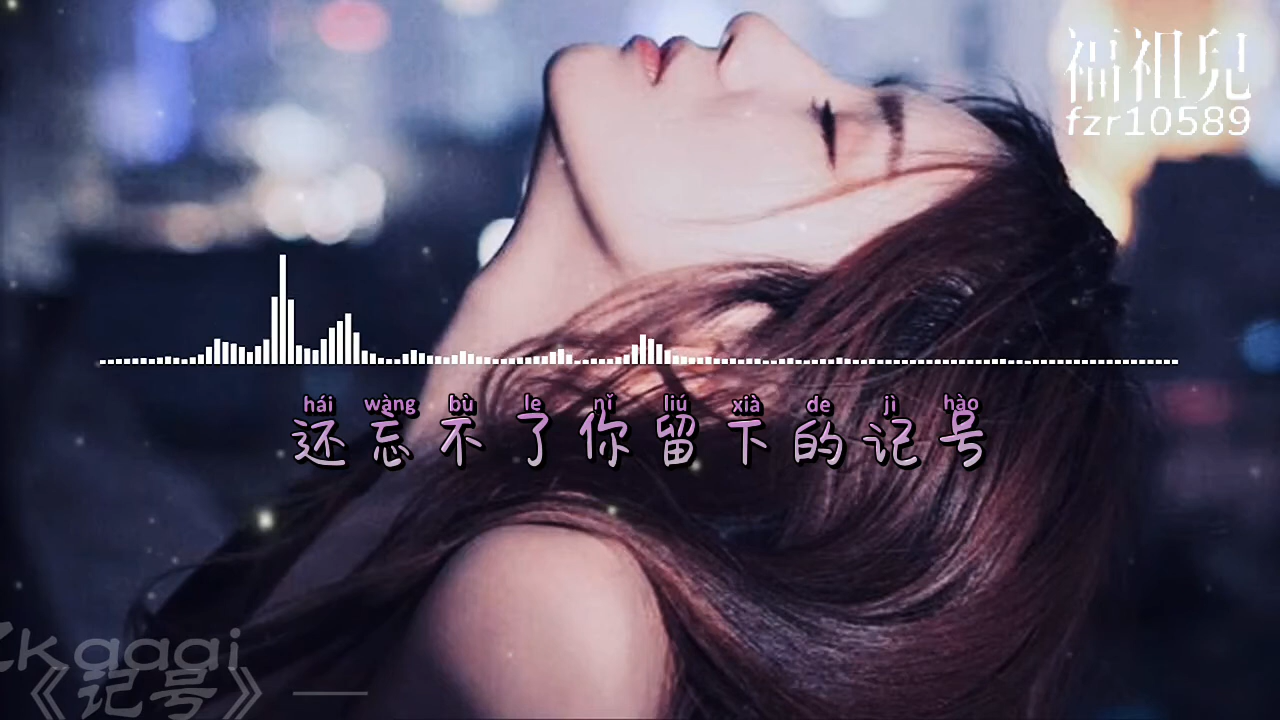 福祖兒
fzr10589
hái wàng bù le nǐ liú xià de jì hào
还忘不了你留下的记号
《记号》 ——